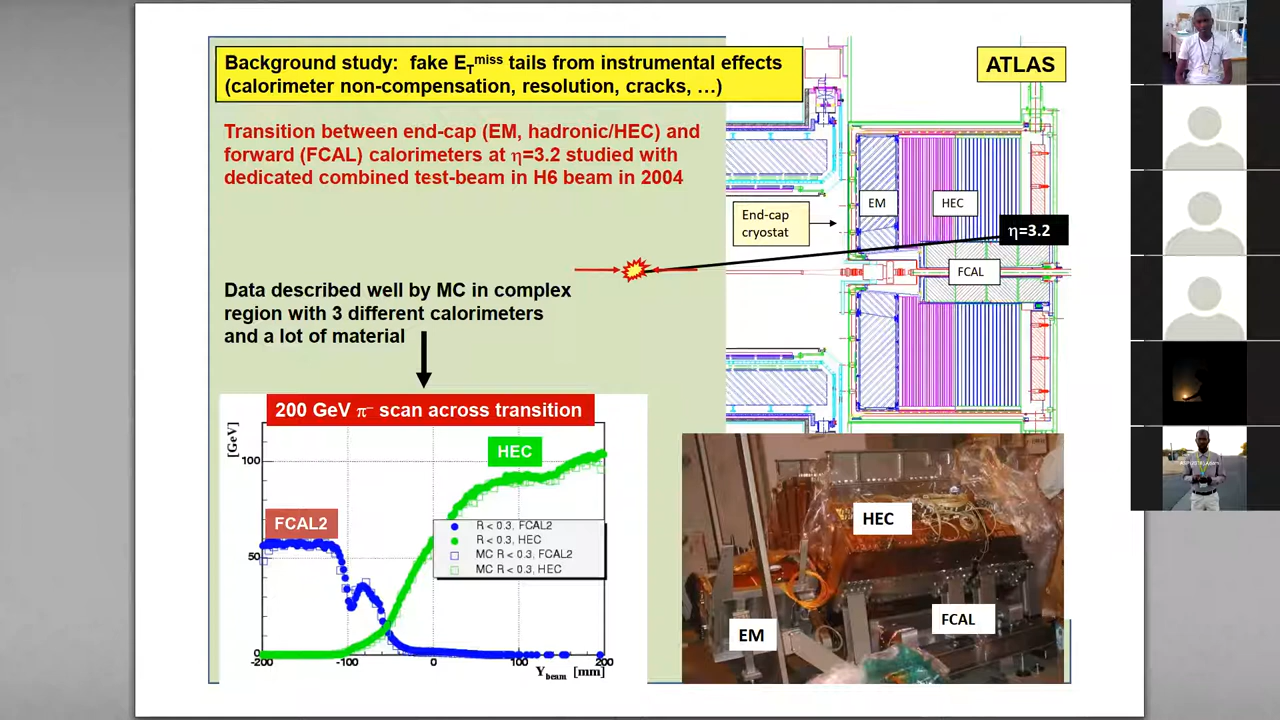 Background study: fake ETmiss tails from instrumental effects
(calorimeter non-compensation, resolution, cracks, …)
ATLAS
Transition between end-cap (EM, hadronic/HEC) and
forward (FCAL) calorimeters at η=3.2 studied with
dedicated combined test-beam in H6 beam in 2004
End-cap
cryostat
EM
HEC
η=3.2
FCAL
Data described well by MC in complex
region with 3 different calorimeters
and a lot of material
200 GeV π− scan across transition
[GeV]
100
50
0
HEC
FCAL2
R < 0.3, FCAL2
R < 0.3, HEC
MC R < 0.3, FCAL2
MC R < 0.3, HEC
-200
-100
0
100
200
Ybeam [mm]
HEC
FCAL
EM